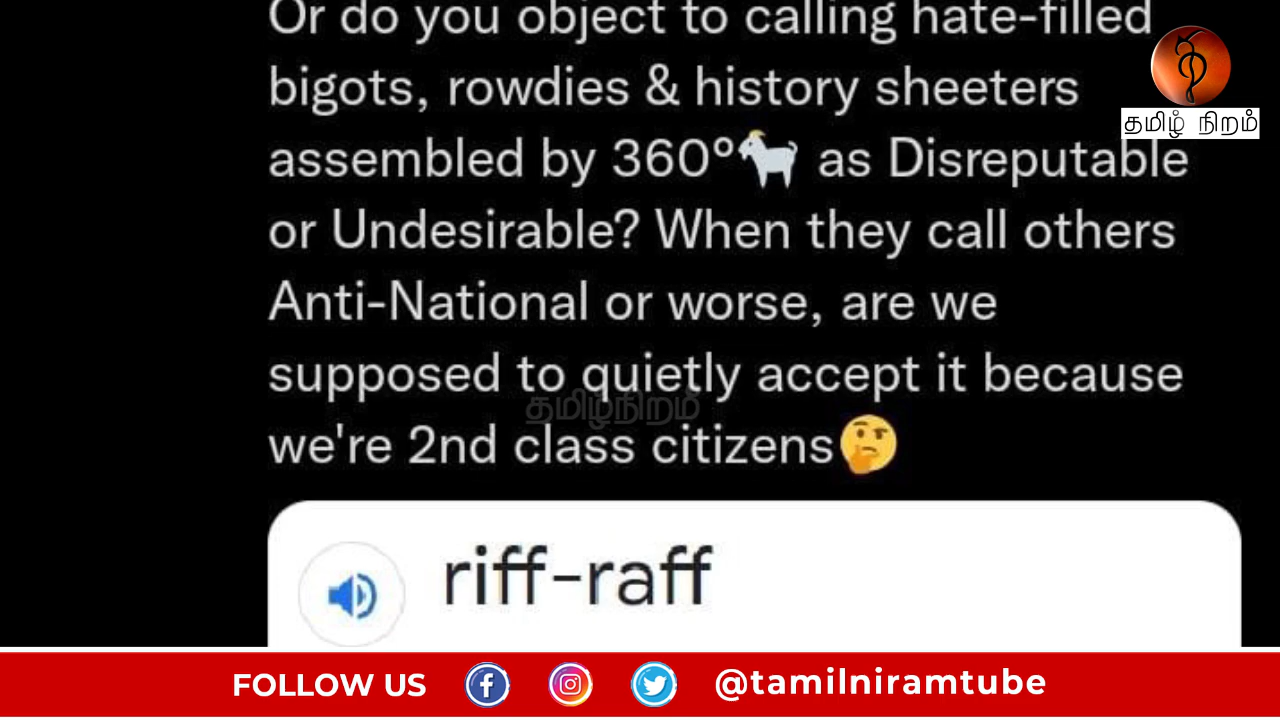 Or do you object to calling hate-filled
bigots, rowdies & history sheeters
assembled by 360°🐐 as Disreputable
or Undesirable? When they call others
Anti-National or worse, are we
supposed to quietly accept it because
we're 2nd class citizens🤔
riff-raff
தமிழ் நிறம்
தமிழ்நிறம்
FOLLOW US @tamilniramtube